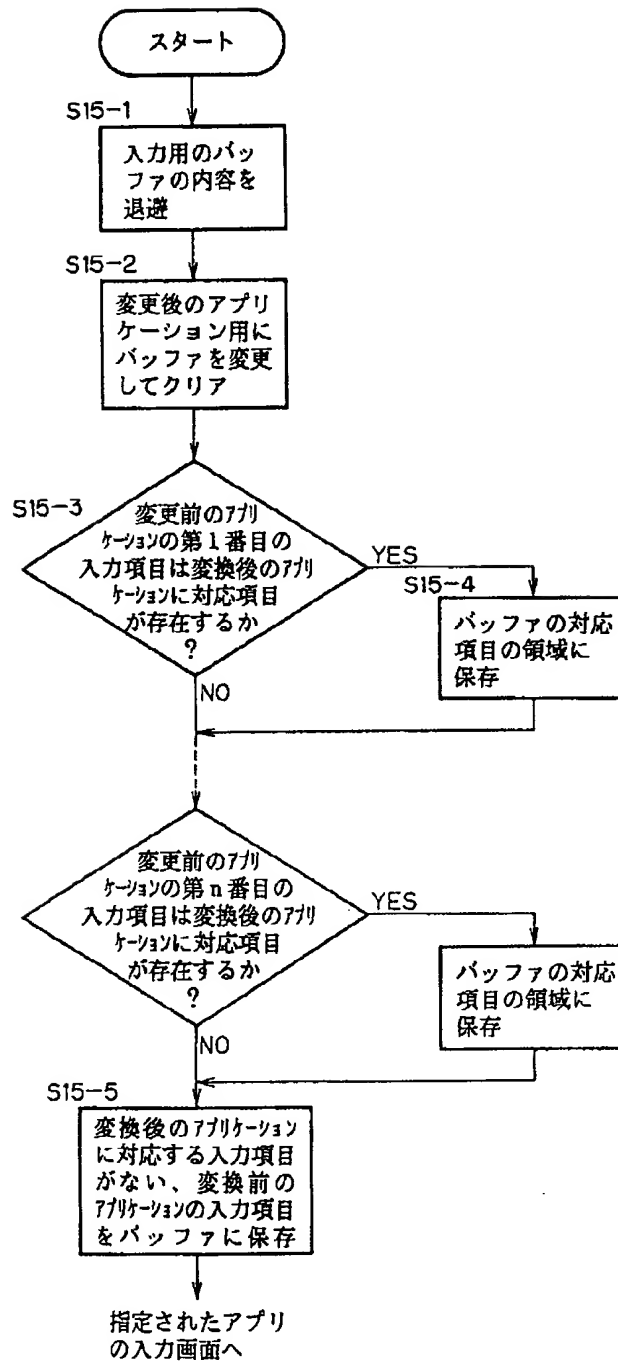 スタート
S15-1
入力用のバッ
ファの内容を
退避
S15-2
変更後のアプリ
ケーション用に
バッファを変更
してクリア
S15-3
変更前のアプリ
ケーションの第1番目の
入力項目は変換後のアプリ
ケーションに対応項目
が存在するか
?
YES
S15-4
バッファの対応
項目の領域に
保存
NO
変更前のアプリ
ケーションの第n番目の
入力項目は変換後のアプリ
ケーションに対応項目
が存在するか
?
YES
バッファの対応
項目の領域に
保存
NO
S15-5
変換後のアプリケーション
に対応する入力項目
がない、変換前の
アプリケーションの入力項目
をバッファに保存
指定されたアプリ
の入力画面へ